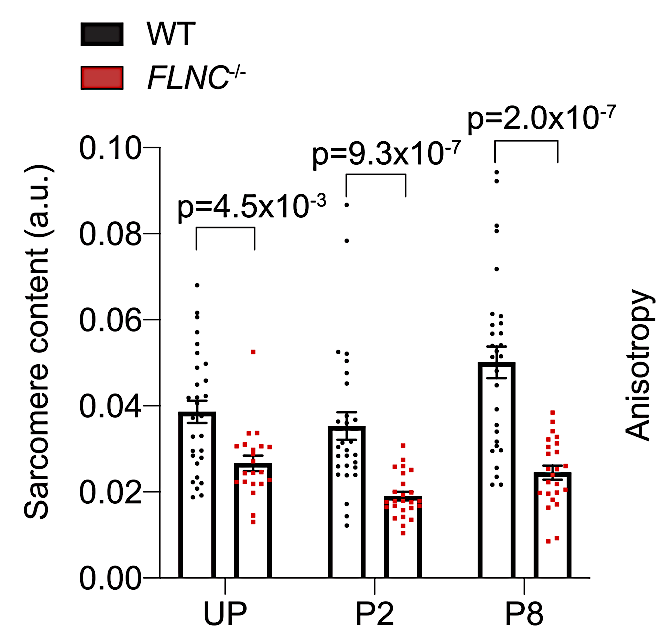 WT
FLNC-/-
p=2.0x10-7
p=9.3x10-7
p=4.5x10-3
0.10
0.08
0.06
0.04
0.02
0.00
Sarcomere content (a.u.)
UP P2 P8
Anisotropy